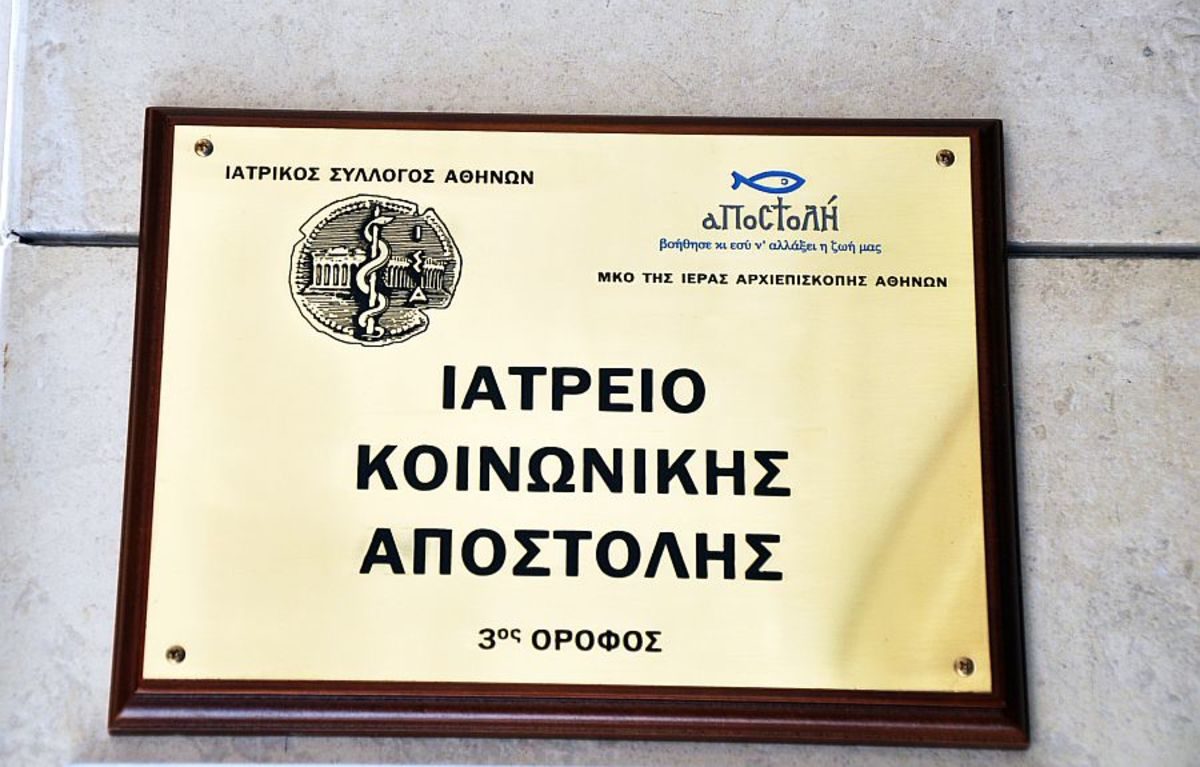 ΙΑΤΡΙΚΟΣ ΣΥΛΛΟΓΟΣ ΑΘΗΝΩΝ
Ι
Σ
Α
αποστολή
βοήθησε κι εσύ ν' αλλάξει η ζωή μας
ΜΚΟ ΤΗΣ ΙΕΡΑΣ ΑΡΧΙΕΠΙΣΚΟΠΗΣ ΑΘΗΝΩΝ
ΙΑΤΡΕΙΟ
ΚΟΙΝΩΝΙΚΗΣ
ΑΠΟΣΤΟΛΗΣ
3ος ΟΡΟΦΟΣ